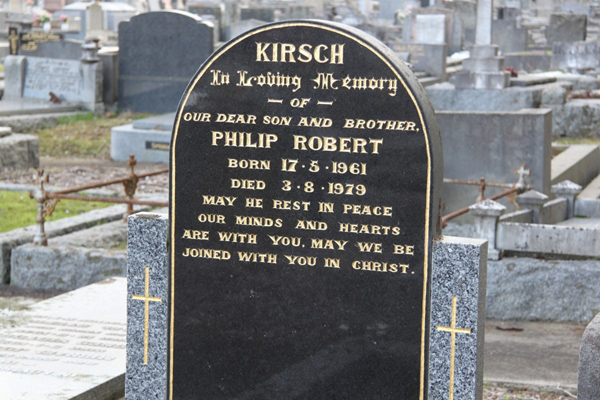 KIRSCH
In Loving Memory
— OF —
OUR DEAR SON AND BROTHER,
PHILIP ROBERT
BORN 17·5·1961
DIED 3·8·1979
MAY HE REST IN PEACE
OUR MINDS AND HEARTS
ARE WITH YOU. MAY WE BE
JOINED WITH YOU IN CHRIST.